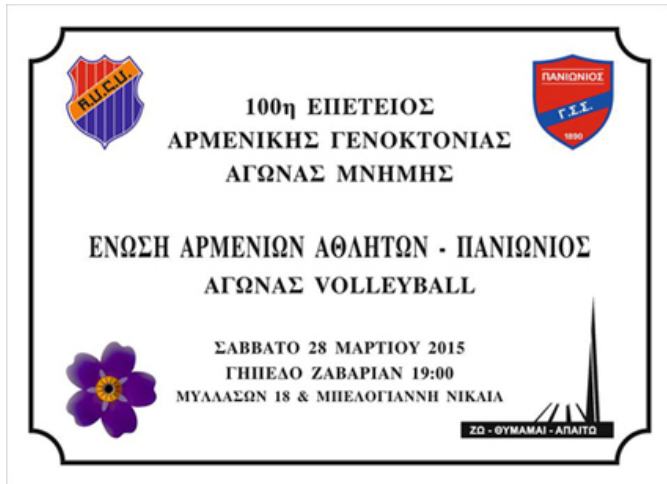 A.U.C.U.
ΠΑΝΙΩΝΙΟΣ
Γ.Σ.Σ.
1890
100η ΕΠΕΤΕΙΟΣ
ΑΡΜΕΝΙΚΗΣ ΓΕΝΟΚΤΟΝΙΑΣ
ΑΓΩΝΑΣ ΜΝΗΜΗΣ
ΕΝΩΣΗ ΑΡΜΕΝΙΩΝ ΑΘΛΗΤΩΝ - ΠΑΝΙΩΝΙΟΣ
ΑΓΩΝΑΣ VOLLEYBALL
ΣΑΒΒΑΤΟ 28 ΜΑΡΤΙΟΥ 2015
ΓΗΠΕΔΟ ΖΑΒΑΡΙΑΝ 19:00
ΜΥΛΛΑΣΩΝ 18 & ΜΠΕΛΟΓΙΑΝΝΗ ΝΙΚΑΙΑ
ΖΩ - ΘΥΜΑΜΑΙ - ΑΠΑΙΤΩ